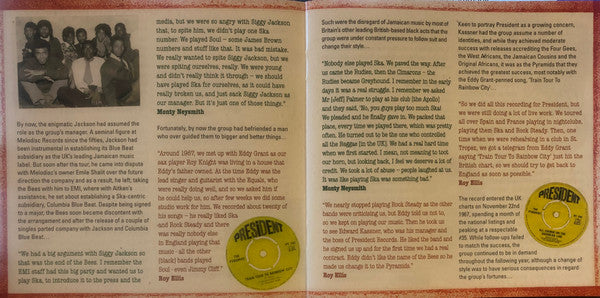 By now, the enigmatic Jackson had assumed the
role as the group's manager. A seminal figure at
Melodisc Records since the fifties, Jackson had
been instrumental in establishing its Blue Beat
subsidiary as the UK's leading Jamaican music
label. But soon after the tour, he came into dispute
with Melodisc's owner Emile Shalit over the future
direction of the company and as a result, he left, taking
the Bees with him to EMI, where with Aitken's
assistance, he set about establishing a Ska-centric
subsidiary, Columbia Blue Beat. Despite being signed
to a major, the Bees soon became discontent with
the arrangement and after the release of a couple of
singles ported company with Jackson and Columbia
Blue Beat...
"We had a big argument with Siggy Jackson so
that was the end of the Bees. I remember the
EMI staff had this big party and wanted us to
play Ska, to introduce it to the press and the
media, but we were so angry with Siggy Jackson
that, to spite him, we didn't play one Ska
number. We played Soul – some James Brown
numbers and stuff like that. It was bad mistake.
We really wanted to spite Siggy Jackson, but we
were spiting ourselves, really. We were young
and didn't really think it through – we should
have played Ska for ourselves, as it could have
really broken us, and just sack Siggy Jackson as
our manager. But it's just one of those things."
Monty Neysmith
Fortunately, by now the group had befriended a man
who over guided them to bigger and better things...
"Around 1967, we met up with Eddy Grant as our
sax player Roy Knight was living in a house that
Eddy's father owned. At the time Eddy was the
lead singer and guitarist with the Equals, who
were really doing well, and so we asked him if
he could help us, so after few weeks we did some
studio work for him. We recorded about twenty of
his songs – he really liked Ska
and Rock Steady and there
was really nobody else
in England playing that
music - all the other
(black) bands played
Soul - even Jimmy Cliff."
Roy Ellis
PRESIDENT
Such were the disregard of Jamaican music by most of
Britain's other leading British-based black acts that the
group were under constant pressure to follow suit and
change their style...
"Nobody else played Ska. We paved the way. After
us came the Rudies, then the Cimarons – the
Rudies became Greyhound. I remember in the early
days it was a real struggle. I remember we asked
Mr [Jeff] Palmer to play at his club [the Apollo]
and they said, 'No, you guys play too much Ska!'
We pleaded and he finally gave in. We packed that
place, every time we played there, which was pretty
often. He turned out to be the one who controlled
all the Reggae [in the UK]. We had a real hard time
when we first started. I mean, not meaning to toot
our horn, but looking back, I feel we deserve a lot of
credit. We took a lot of abuse – people laughed at us.
It was like playing Ska was something bad."
Monty Neysmith
"We nearly stopped playing Rock Steady as the other
bands were criticising us, but Eddy told us not to,
so we kept on playing our music. Then he took us
to see Edward Kassner, who was his manager and
the boss of President Records. He liked the band and
he signed us up and for the first time we had a real
contract. Eddy didn't like the name of the Bees so he
made us change it to the Pyramids."
Roy Ellis
Keen to portray President as a growing concern,
Kassner had the group assume a number of
identities, and while they achieved moderate
success with releases accrediting the Four Gees,
the West Africans, the Jamaican Cousins and the
Original Africans, it was as the Pyramids that they
achieved the greatest success, most notably with
the Eddy Grant-penned song, 'Train Tour To
Rainbow City'...
"So we did all this recording for President, but
we were still doing a lot of live work. We toured all
over Spain and France playing in nightclubs,
playing them Ska and Rock Steady. Then, one
time when we were rehearsing in a club in St.
Tropez, we got a telegram from Eddy Grant
saying 'Train Tour To Rainbow City' just hit the
British chart, so we should try to get back to
England as soon as possible."
Roy Ellis
The record entered the UK
charts on November 22nd
1967, spending a month in
the national listings and
peaking at a respectable
#35. While follow ups failed
to match the success, the
group continued to be in demand
throughout the following year, although a change of
style was to have serious consequences in regard
the group's fortunes...
PRESIDENT